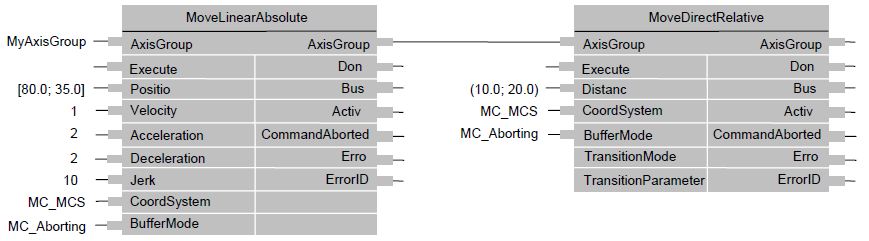 MoveLinearAbsolute MoveDirectRelative
MyAxisGroup AxisGroup AxisGroup AxisGroup AxisGroup
Execute Don Execute Don
[80.0; 35.0] Positio Bus (10.0; 20.0) Distanc Bus
1 Velocity Activ MC_MCS CoordSystem Activ
2 Acceleration CommandAborted MC_Aborting BufferMode CommandAborted
2 Deceleration Erro TransitionMode Erro
10 Jerk ErrorID TransitionParameter ErrorID
MC_MCS CoordSystem
MC_Aborting BufferMode